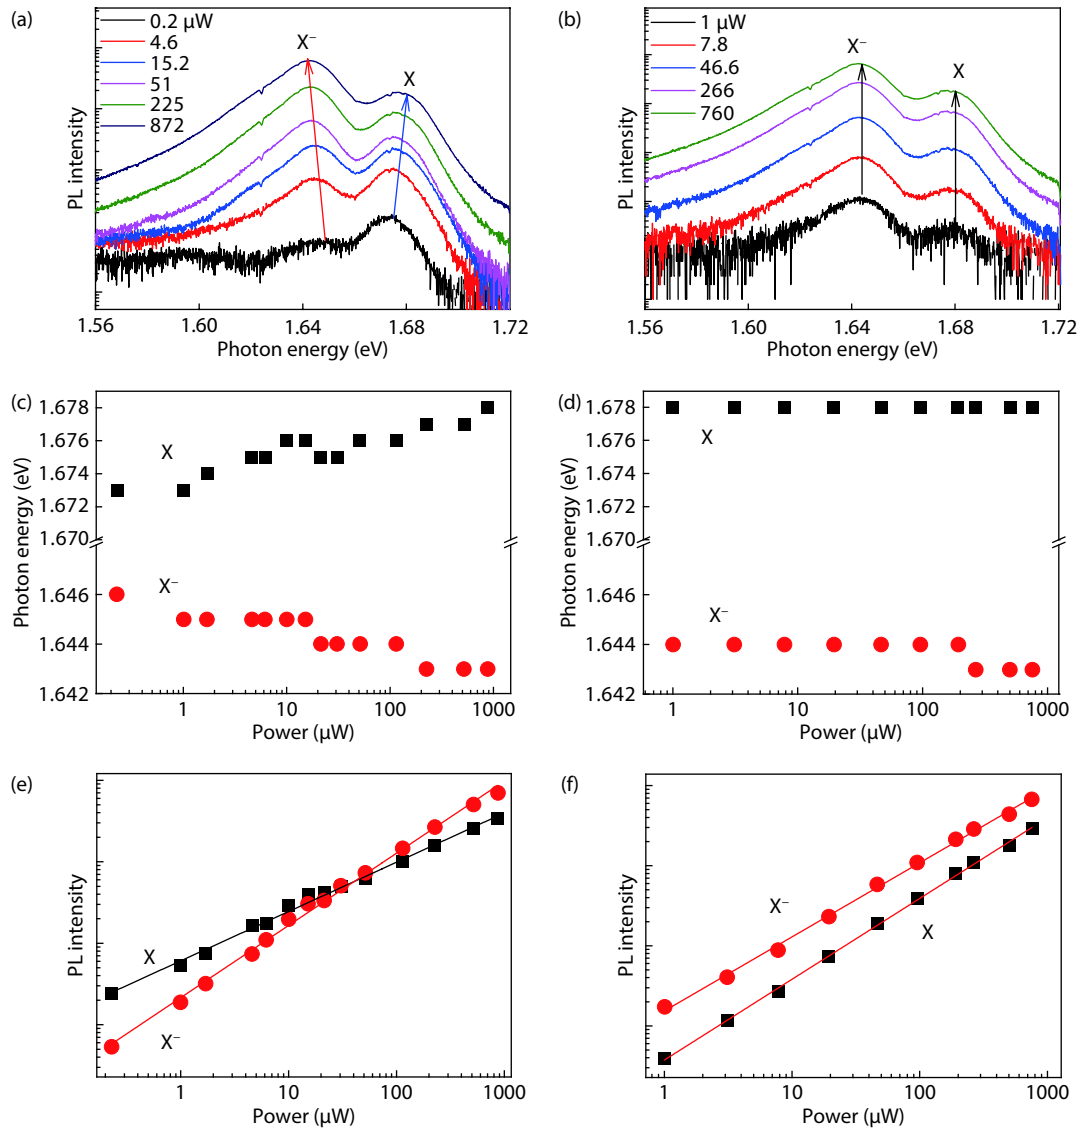 (a)
0.2 μW
4.6
15.2
51
225
872
X⁻
X
PL intensity
1.56
1.60
1.64
1.68
1.72
Photon energy (eV)
(b)
1 μW
7.8
46.6
266
760
X⁻
X
PL intensity
1.56
1.60
1.64
1.68
1.72
Photon energy (eV)
(c)
1.678
1.676
1.674
1.672
1.670
1.646
1.644
1.642
Photon energy (eV)
X
X⁻
1
10
100
1000
Power (μW)
(d)
1.678
1.676
1.674
1.672
1.670
1.646
1.644
1.642
Photon energy (eV)
X
X⁻
1
10
100
1000
Power (μW)
(e)
PL intensity
X
X⁻
1
10
100
1000
Power (μW)
(f)
PL intensity
X⁻
X
1
10
100
1000
Power (μW)